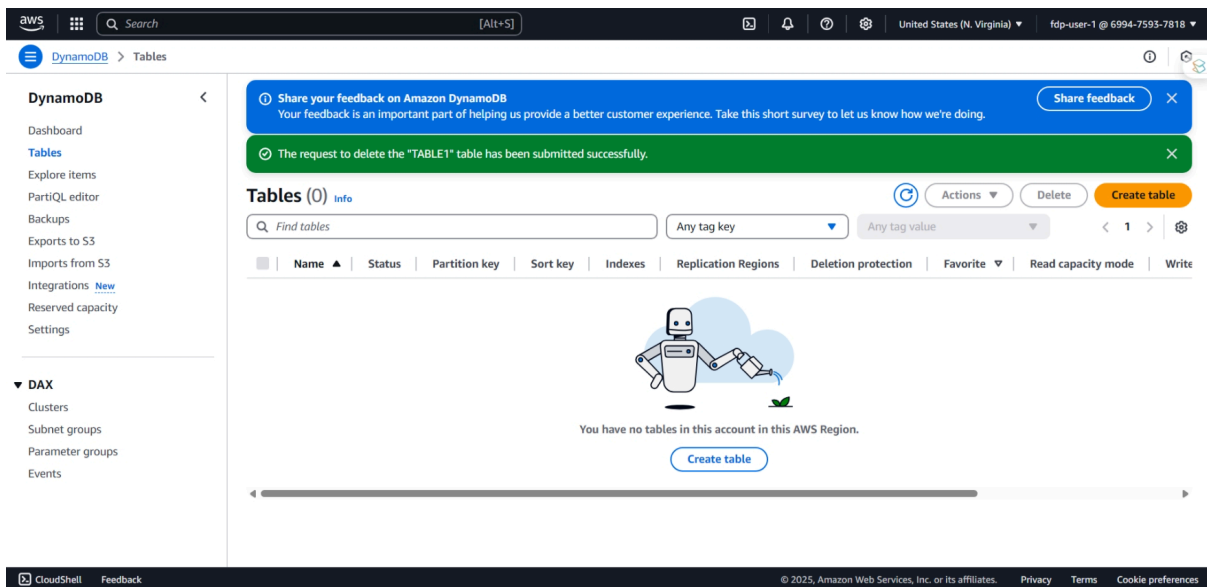 aws
Search [Alt+S]
United States (N. Virginia) ▼
fdp-user-1 @ 6994-7593-7818 ▼
DynamoDB > Tables
DynamoDB
Dashboard
Tables
Explore items
PartiQL editor
Backups
Exports to S3
Imports from S3
Integrations New
Reserved capacity
Settings
▼ DAX
Clusters
Subnet groups
Parameter groups
Events
Share your feedback on Amazon DynamoDB
Your feedback is an important part of helping us provide a better customer experience. Take this short survey to let us know how we're doing.
Share feedback
The request to delete the "TABLE1" table has been submitted successfully.
Tables (0) Info
Actions ▼
Delete
Create table
Find tables
Any tag key
Any tag value
1
Name Status Partition key Sort key Indexes Replication Regions Deletion protection Favorite Read capacity mode Write
You have no tables in this account in this AWS Region.
Create table
CloudShell Feedback
© 2025, Amazon Web Services, Inc. or its affiliates. Privacy Terms Cookie preferences